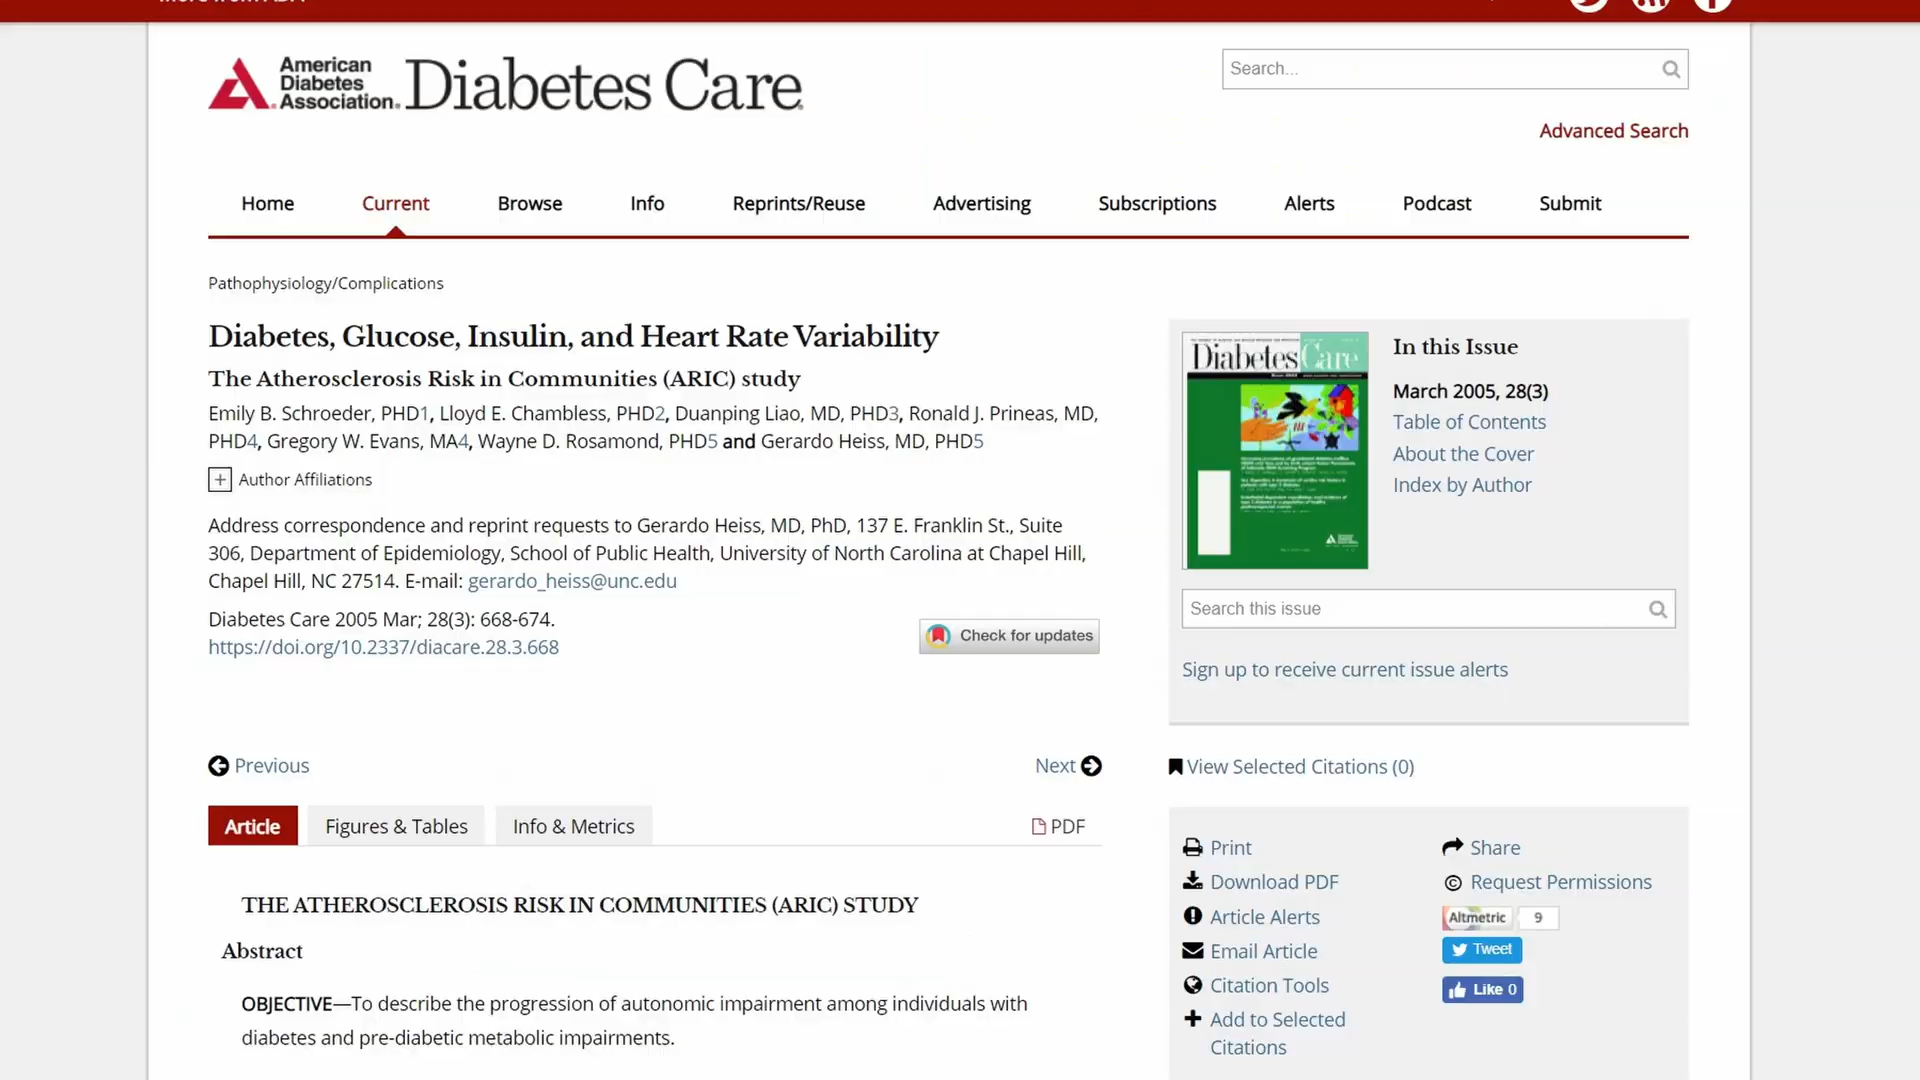 American
Diabetes
Association.
Diabetes Care
Search...
Advanced Search
Home Current Browse Info Reprints/Reuse Advertising Subscriptions Alerts Podcast Submit
Pathophysiology/Complications
Diabetes, Glucose, Insulin, and Heart Rate Variability
The Atherosclerosis Risk in Communities (ARIC) study
Emily B. Schroeder, PHD1, Lloyd E. Chambless, PHD2, Duanping Liao, MD, PHD3, Ronald J. Prineas, MD,
PHD4, Gregory W. Evans, MA4, Wayne D. Rosamond, PHD5 and Gerardo Heiss, MD, PHD5
+ Author Affiliations
Address correspondence and reprint requests to Gerardo Heiss, MD, PhD, 137 E. Franklin St., Suite
306, Department of Epidemiology, School of Public Health, University of North Carolina at Chapel Hill,
Chapel Hill, NC 27514. E-mail: gerardo_heiss@unc.edu
Diabetes Care 2005 Mar; 28(3): 668-674.
https://doi.org/10.2337/diacare.28.3.668
Check for updates
Previous
Next
Article Figures & Tables Info & Metrics PDF
THE ATHEROSCLEROSIS RISK IN COMMUNITIES (ARIC) STUDY
Abstract
OBJECTIVE—To describe the progression of autonomic impairment among individuals with
diabetes and pre-diabetic metabolic impairments.
Diabetes Care
In this Issue
March 2005, 28(3)
Table of Contents
About the Cover
Index by Author
Search this issue
Sign up to receive current issue alerts
View Selected Citations (0)
Print
Download PDF
Article Alerts
Email Article
Citation Tools
Add to Selected
Citations
Share
Request Permissions
Altmetric 9
Tweet
Like 0